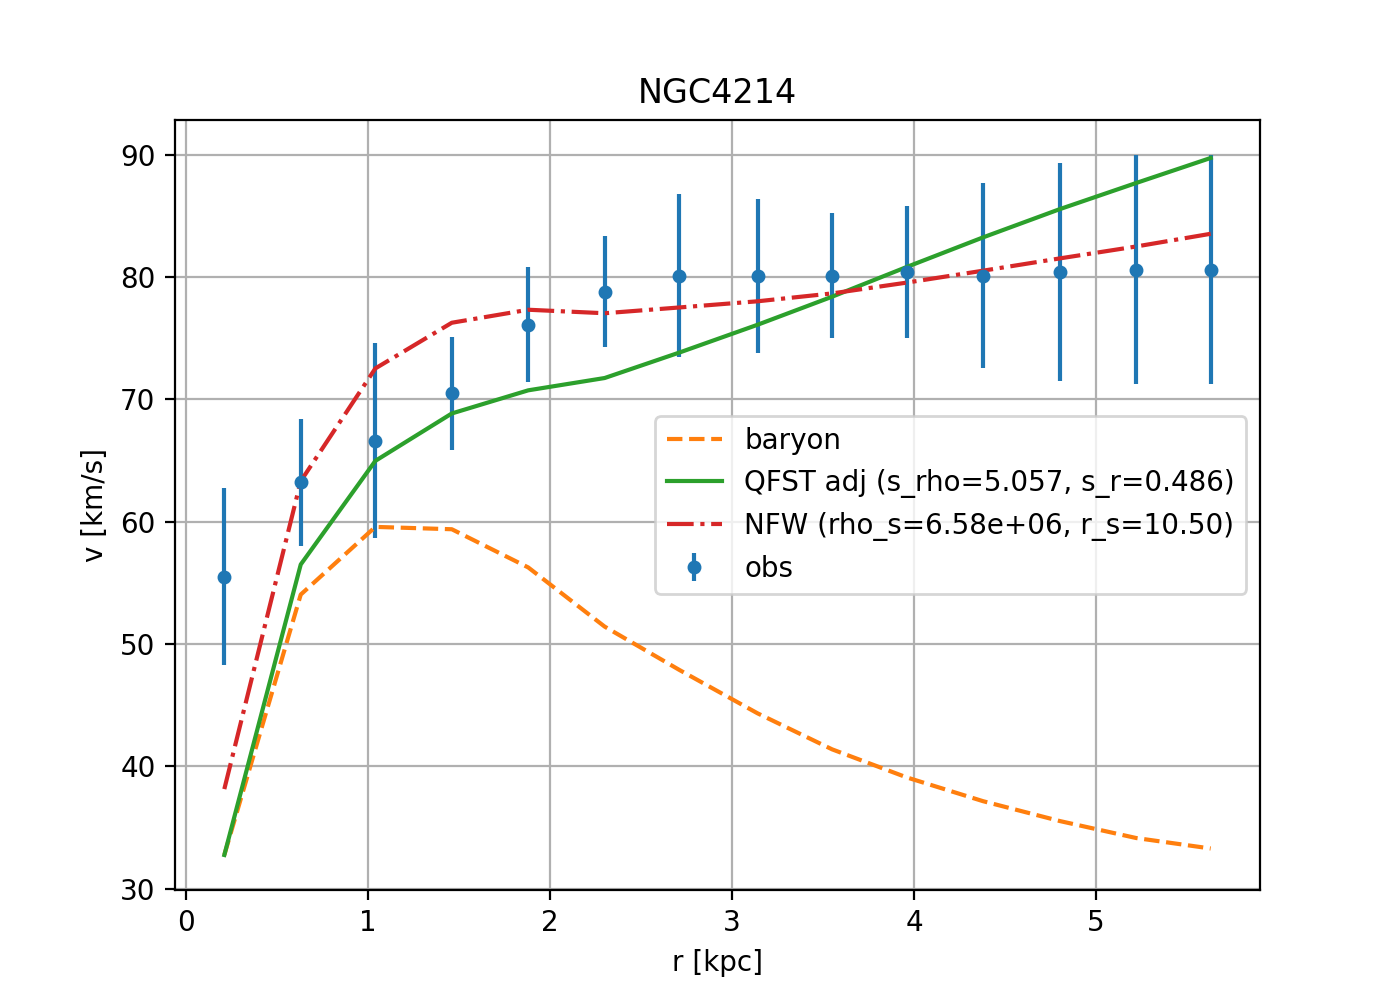 NGC4214
90
80
70
60
50
40
30
v [km/s]
baryon
QFST adj (s_rho=5.057, s_r=0.486)
NFW (rho_s=6.58e+06, r_s=10.50)
obs
0 1 2 3 4 5
r [kpc]